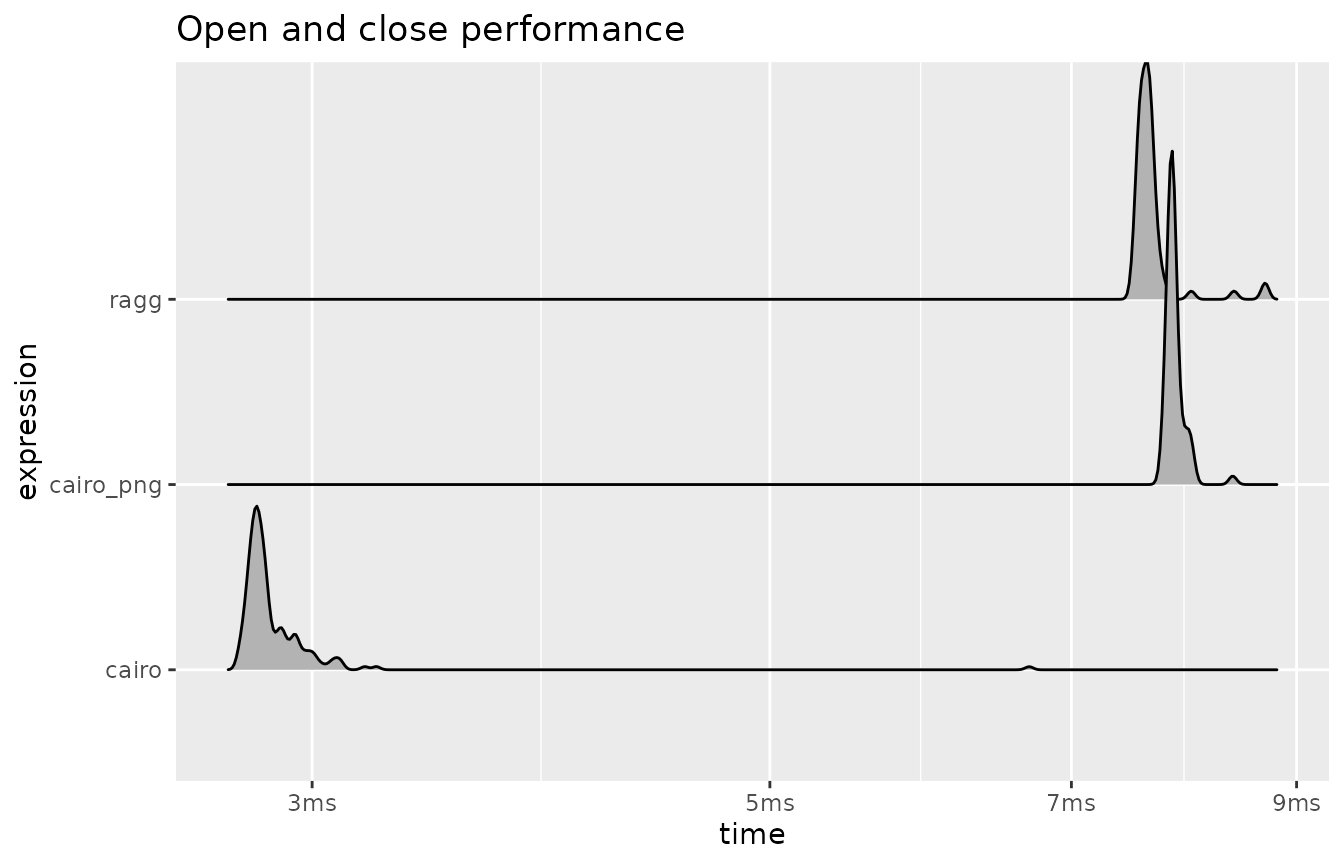 Open and close performance
ragg
cairo_png
cairo
expression
3ms
5ms
7ms
9ms
time